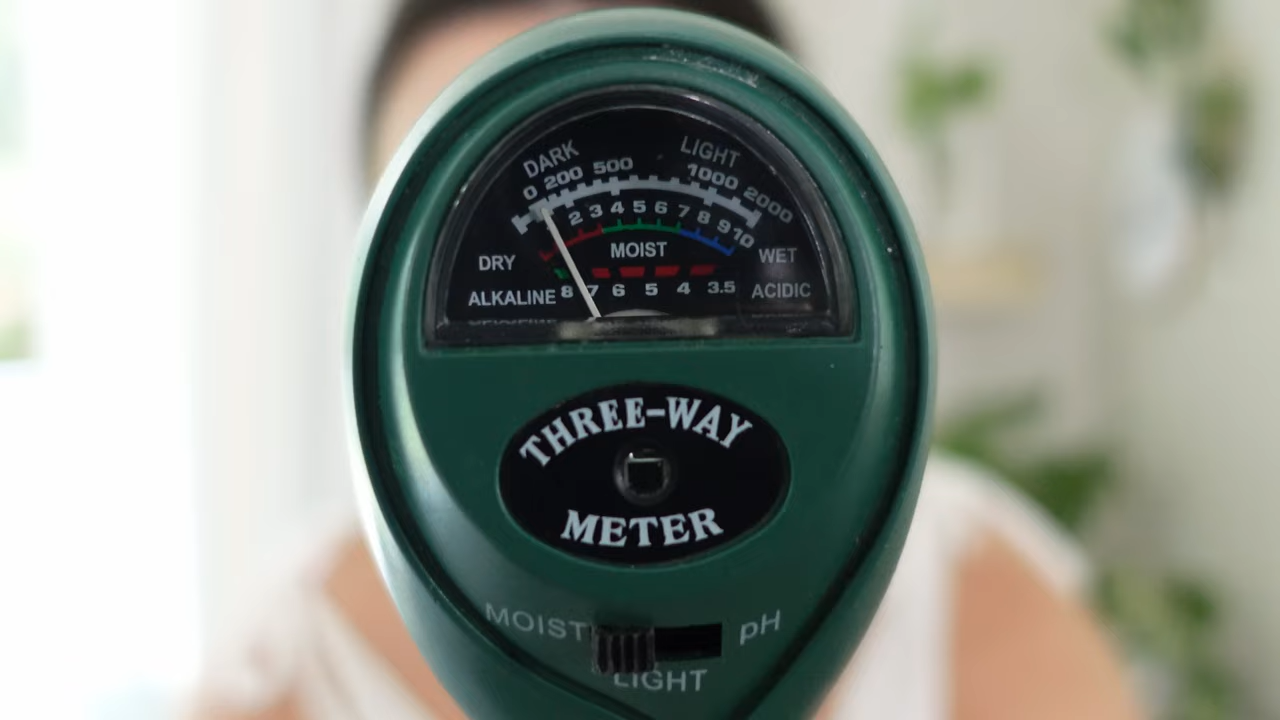 DARK LIGHT
0 200 500 1000 2000
2 3 4 5 6 7 8 9 10
DRY MOIST WET
ALKALINE 8 7 6 5 4 3.5 ACIDIC
THREE-WAY
METER
MOIST pH
LIGHT